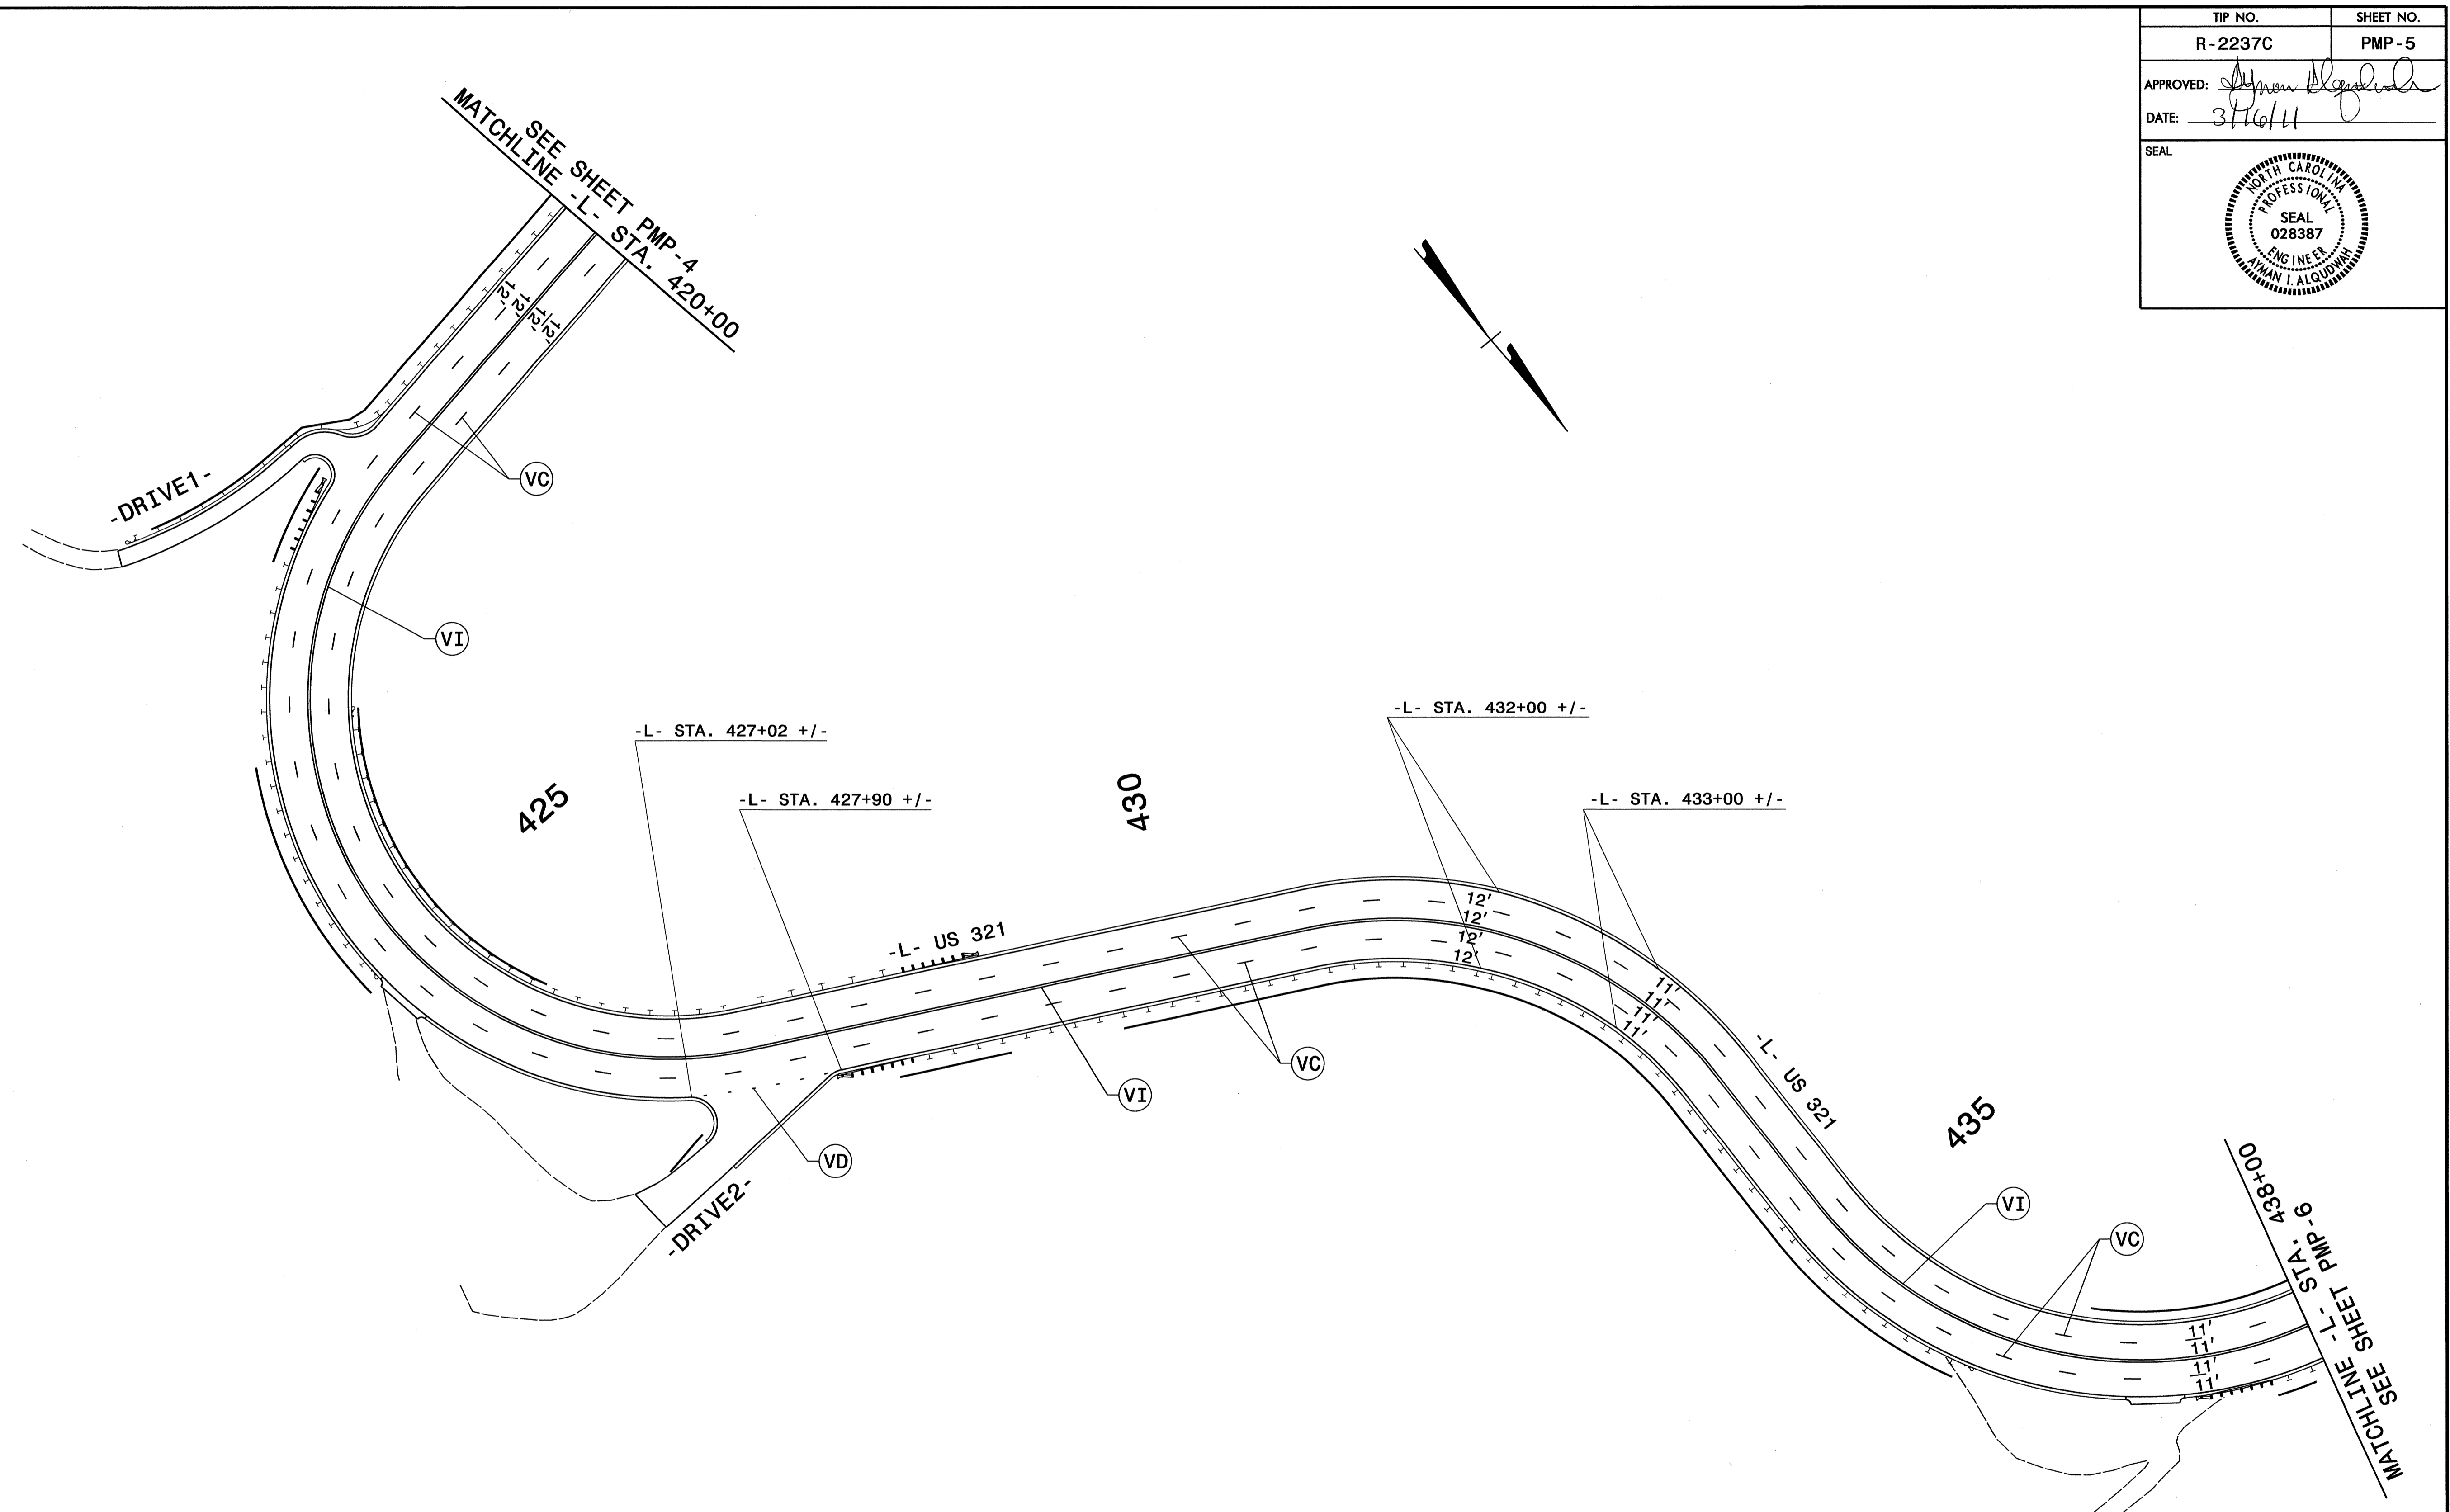 TIP NO.
SHEET NO.
R-2237C
PMP-5
APPROVED:
DATE: 3/16/11
SEAL
NORTH CAROLINA
PROFESSIONAL
SEAL
028387
ENGINEER
AYMAN I. ALQUDWAH
SEE SHEET PMP-4
MATCHLINE -L- STA. 420+00
12'
12'
12'
12'
VC
-DRIVE1-
VI
-L- STA. 427+02 +/-
-L- STA. 432+00 +/-
425
-L- STA. 427+90 +/-
430
-L- STA. 433+00 +/-
-L- US 321
12'
12'
12'
12'
11'
11'
11'
11'
-L- US 321
VC
VI
VD
-DRIVE2-
435
VI
VC
11'
11'
11'
11'
MATCHLINE -L- STA. 438+00
SEE SHEET PMP-6